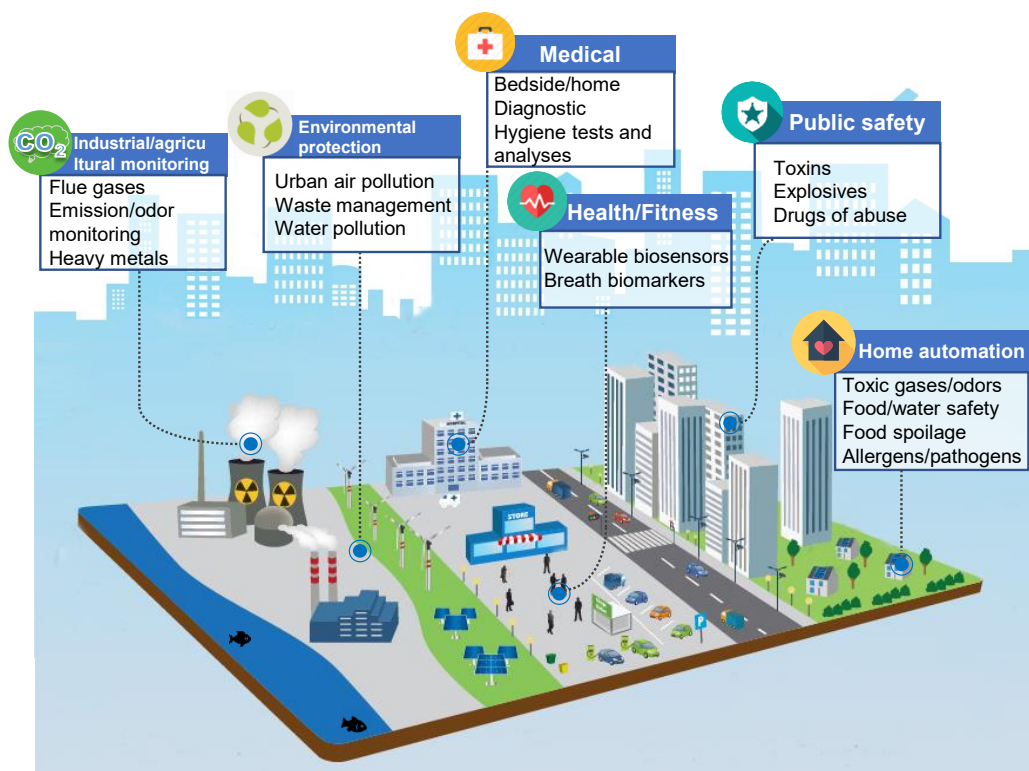 Medical
Bedside/home
Diagnostic
Hygiene tests and
analyses
CO2
Industrial/agricu
ltural monitoring
Flue gases
Emission/odor
monitoring
Heavy metals
Environmental
protection
Urban air pollution
Waste management
Water pollution
Health/Fitness
Wearable biosensors
Breath biomarkers
Public safety
Toxins
Explosives
Drugs of abuse
Home automation
Toxic gases/odors
Food/water safety
Food spoilage
Allergens/pathogens
HOSPITAL
STORE
P